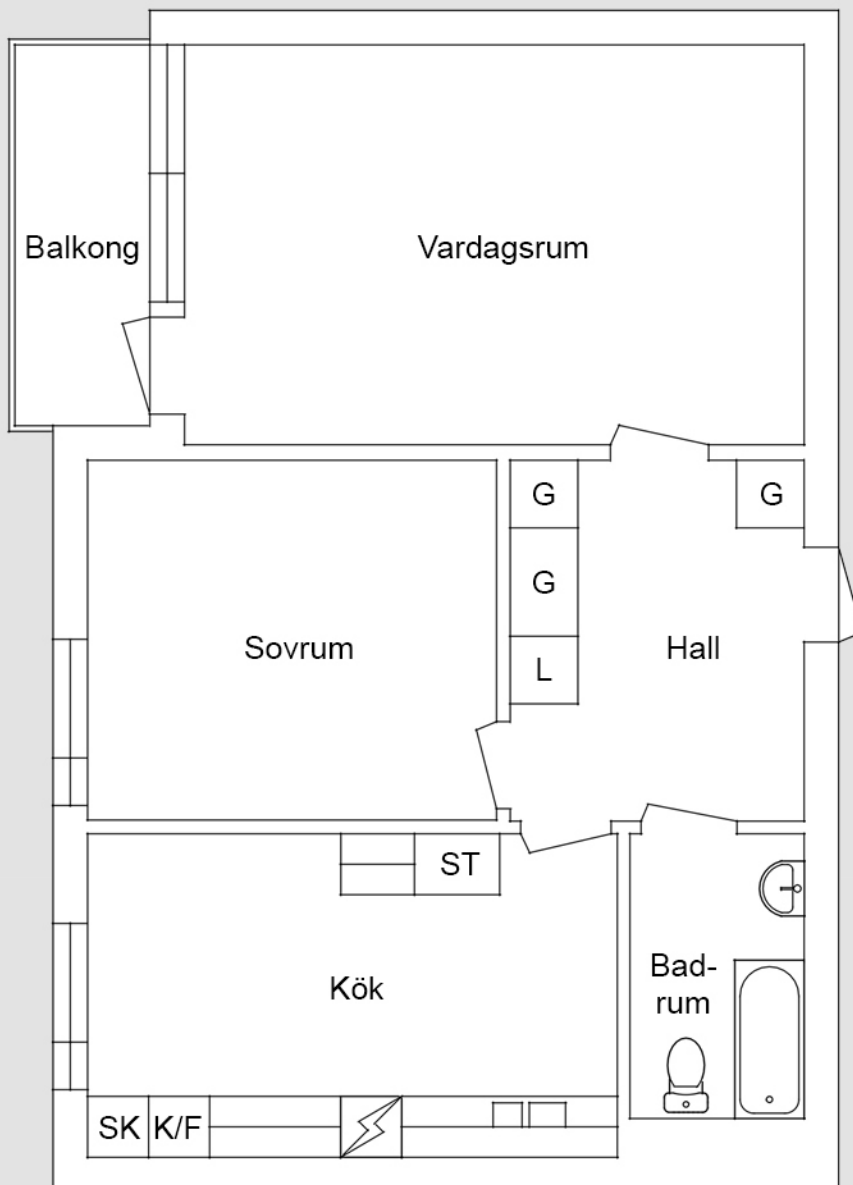 Balkong
Vardagsrum
G
G
G
Sovrum
Hall
L
ST
Kök
Bad-
rum
SK
K/F